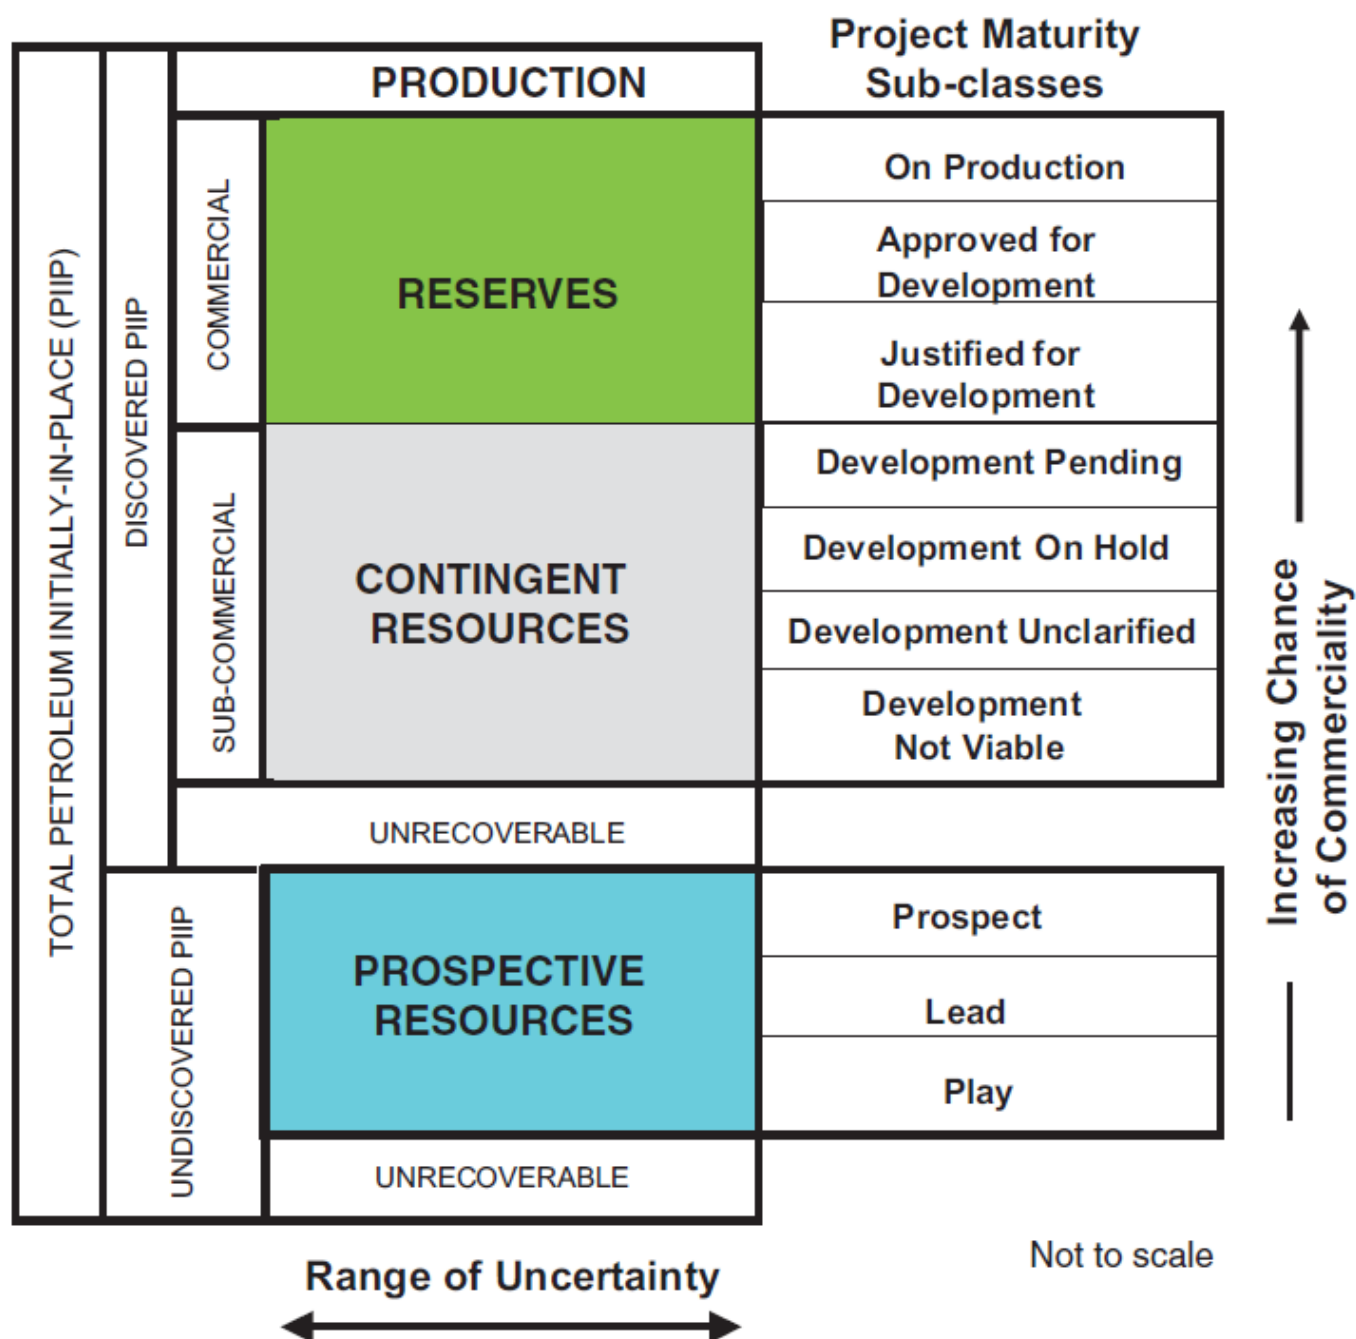 Project Maturity
Sub-classes
PRODUCTION
TOTAL PETROLEUM INITIALLY-IN-PLACE (PIIP)
DISCOVERED PIIP
COMMERCIAL
RESERVES
On Production
Approved for
Development
Justified for
Development
SUB-COMMERCIAL
CONTINGENT
RESOURCES
Development Pending
Development On Hold
Development Unclarified
Development
Not Viable
UNRECOVERABLE
UNDISCOVERED PIIP
PROSPECTIVE
RESOURCES
Prospect
Lead
Play
UNRECOVERABLE
Increasing Chance
of Commerciality
Not to scale
Range of Uncertainty